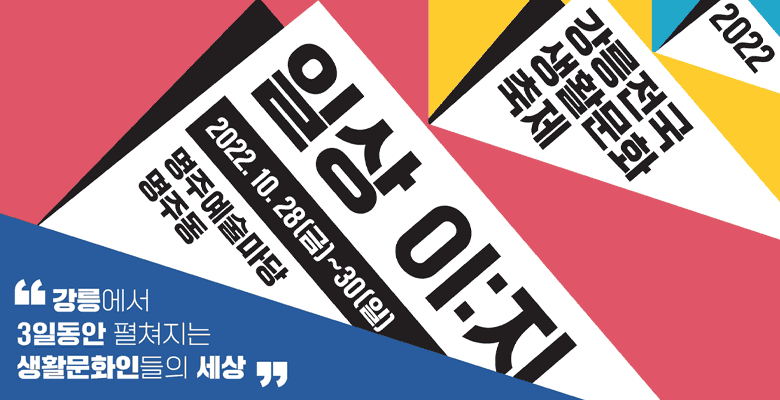 2022
강릉전국
생활문화
축제
일상 아:지
2022. 10. 28(금)~30(일)
명주예술마당
명주동
“강릉에서
3일동안 펼쳐지는
생활문화인들의 세상”